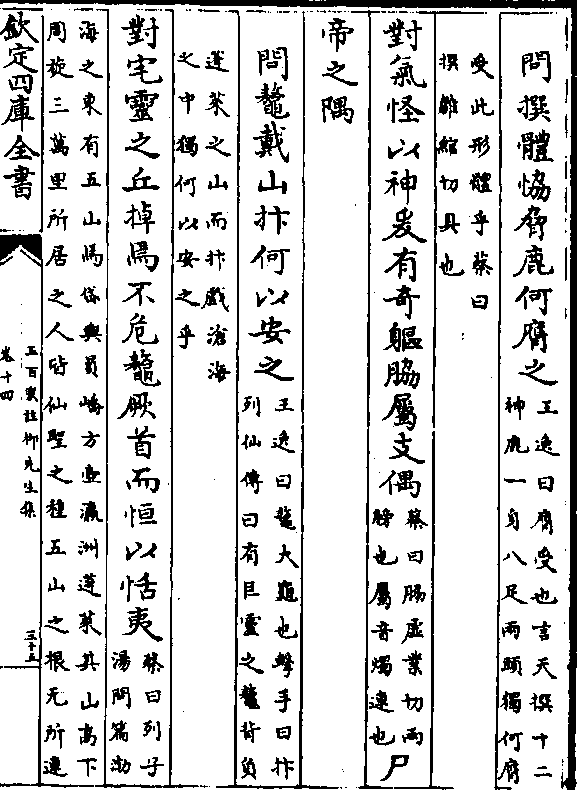 問撰體恊脅鹿何膺之
王逸曰膺受也言天撰十二
神鹿一身八足兩頭獨何膺
受此形體乎蔡曰
撰雛綰切具也
對氣怪以神爰有奇軀脇屬支偶
蔡曰脇虛業切兩
膀也屬音燭連也
尸
帝之隅
問鼇戴山抃何以安之
王逸曰鼇大龜也擊手曰抃
列仙傳曰有巨靈之鼇背負
蓬萊之山而抃戲滄海
之中獨何以安之乎
對宅靈之丘掉焉不危鼇厥首而恒以恬夷
蔡曰列子
湯問篇渤
海之東有五山焉岱輿員嶠方壺瀛洲蓬萊其山高下
周旋三萬里所居之人皆仙聖之種五山之根无所連
欽定四庫全書
五百家註柳先生集
卷十四
三十五